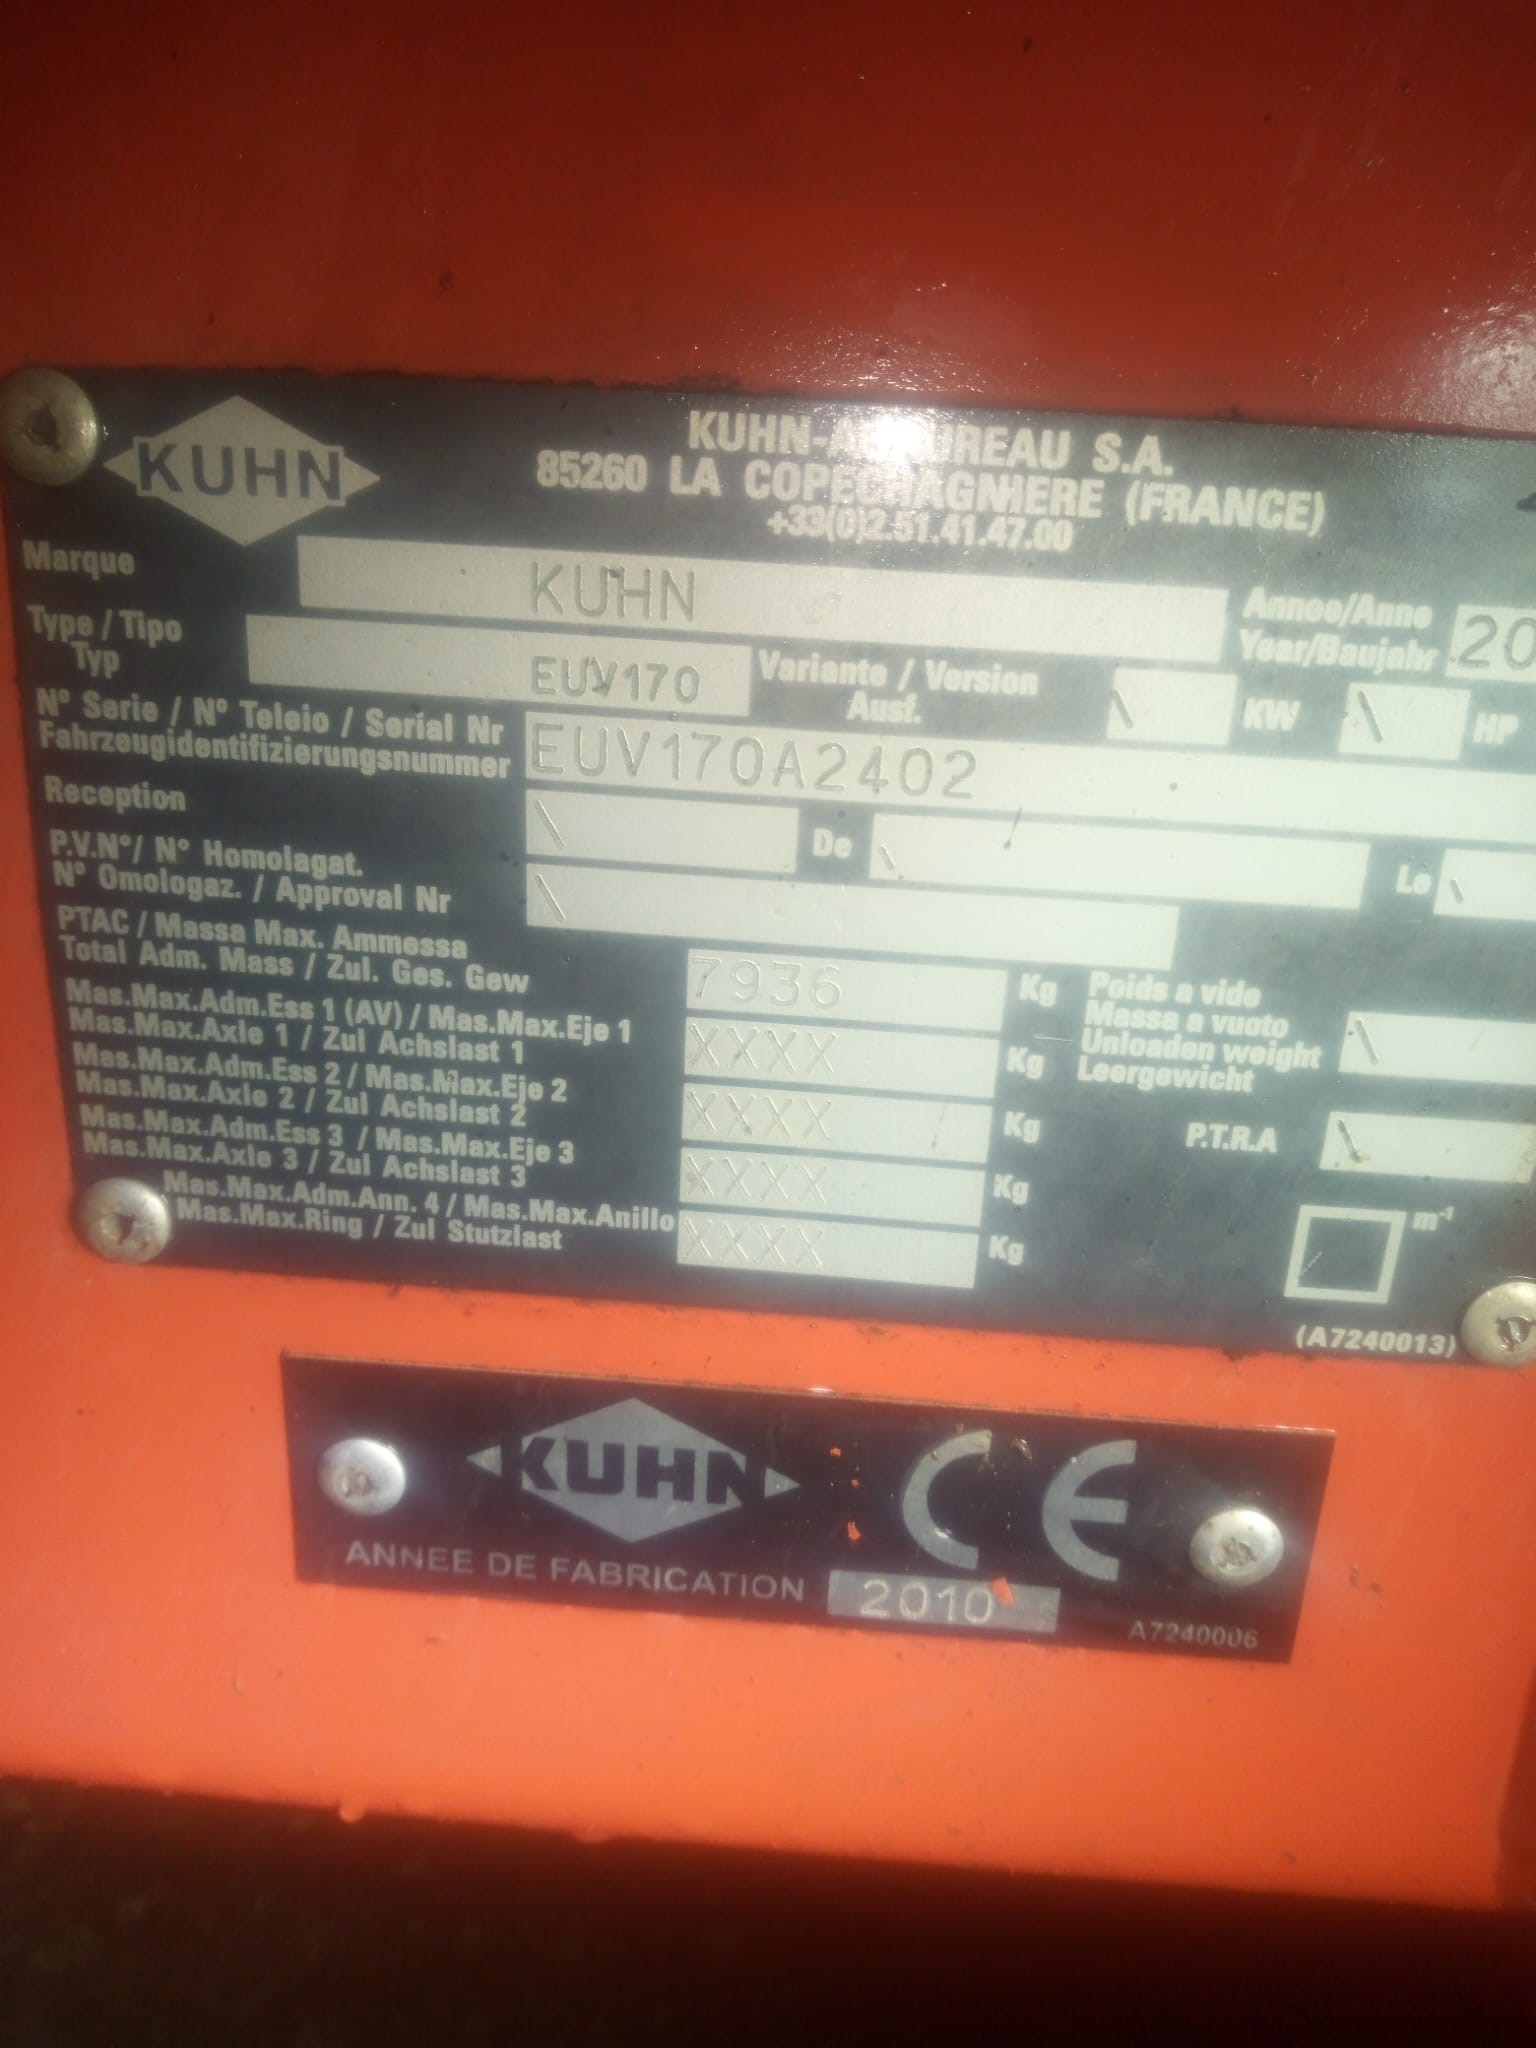 KUHN
S.A.
85260 LA COPECHAGNIERE (FRANCE)
+33(0)2.51.41.47.00
Marque KUHN Annee/Anne
Year/Baujahr 20
Type / Tipo
Typ EUV170 Variante / Version
Ausf. \ KW \ HP
N° Serie / N° Teleio / Serial Nr
Fahrzeugidentifizierungsnummer EUV170A2402
Reception \ De \ Le \
P.V.N°/ N° Homologat.
N° Omologaz. / Approval Nr \
PTAC / Massa Max. Ammessa
Total Adm. Mass / Zul. Ges. Gew 7936 Kg
Poids a vide
Massa a vuoto
Unloaden weight
Leergewicht \
Mas.Max.Adm.Ess 1 (AV) / Mas.Max.Eje 1
Mas.Max.Axle 1 / Zul Achslast 1 XXXX Kg
Mas.Max.Adm.Ess 2 / Mas.Max.Eje 2
Mas.Max.Axle 2 / Zul Achslast 2 XXXX Kg
P.T.R.A \
Mas.Max.Adm.Ess 3 / Mas.Max.Eje 3
Mas.Max.Axle 3 / Zul Achslast 3 XXXX Kg
Mas.Max.Adm.Ann. 4 / Mas.Max.Anillo
Mas.Max.Ring / Zul Stutzlast XXXX Kg
m-1
(A7240013)
KUHN CE
ANNEE DE FABRICATION 2010
A7240006